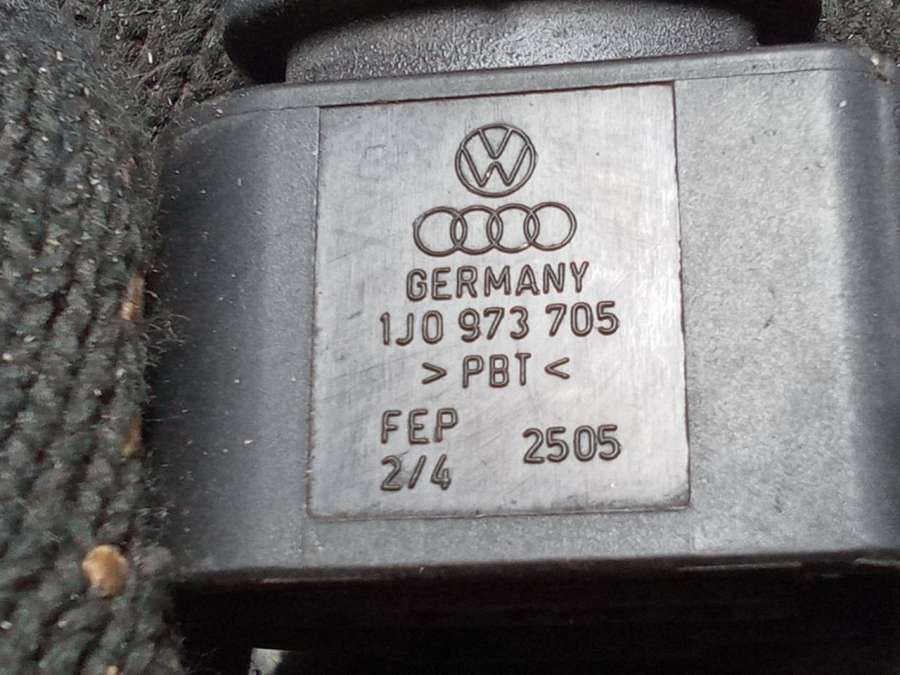 GERMANY
1J0 973 705
> PBT <
FEP 2505
2/4